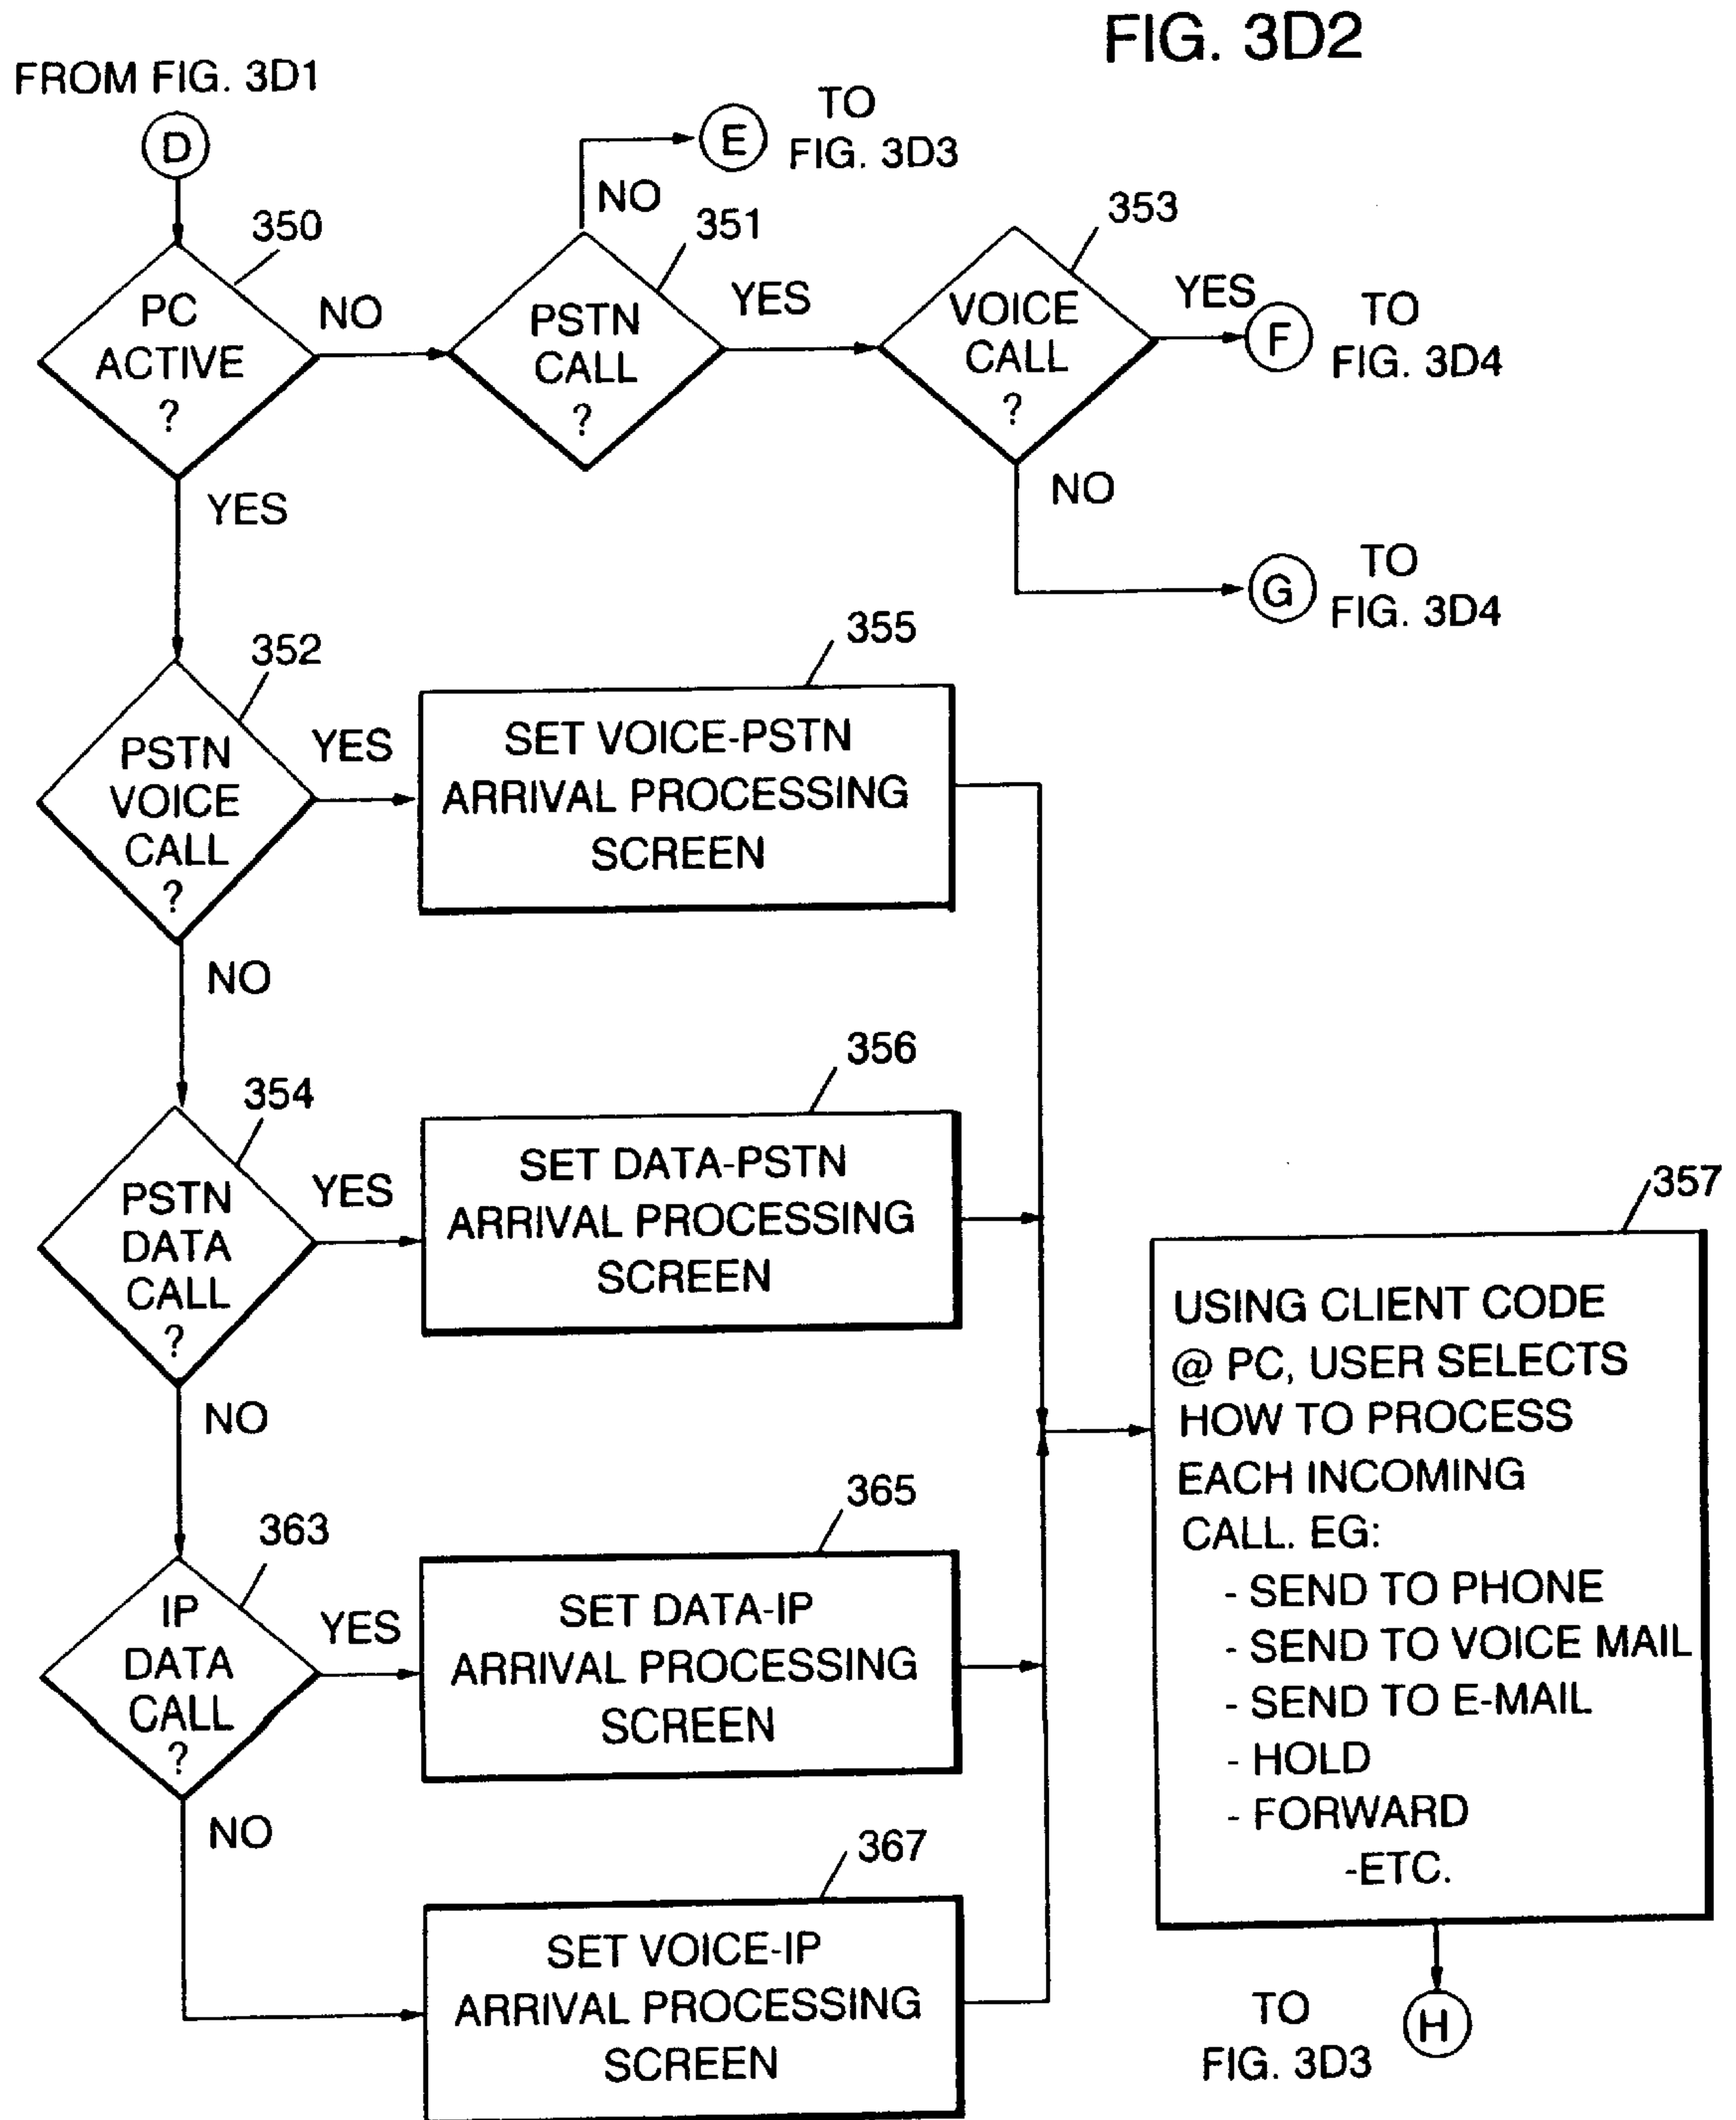 FIG. 3D2
FROM FIG. 3D1
D
TO
FIG. 3D3
E
NO
350
351
353
PC
ACTIVE
?
NO
PSTN
CALL
?
YES
VOICE
CALL
?
YES
F
TO
FIG. 3D4
YES
NO
G
TO
FIG. 3D4
352
355
PSTN
VOICE
CALL
?
YES
SET VOICE-PSTN
ARRIVAL PROCESSING
SCREEN
NO
354
356
PSTN
DATA
CALL
?
YES
SET DATA-PSTN
ARRIVAL PROCESSING
SCREEN
NO
357
USING CLIENT CODE
@ PC, USER SELECTS
HOW TO PROCESS
EACH INCOMING
CALL. EG:
- SEND TO PHONE
- SEND TO VOICE MAIL
- SEND TO E-MAIL
- HOLD
- FORWARD
-ETC.
363
365
IP
DATA
CALL
?
YES
SET DATA-IP
ARRIVAL PROCESSING
SCREEN
NO
367
SET VOICE-IP
ARRIVAL PROCESSING
SCREEN
TO
FIG. 3D3
H